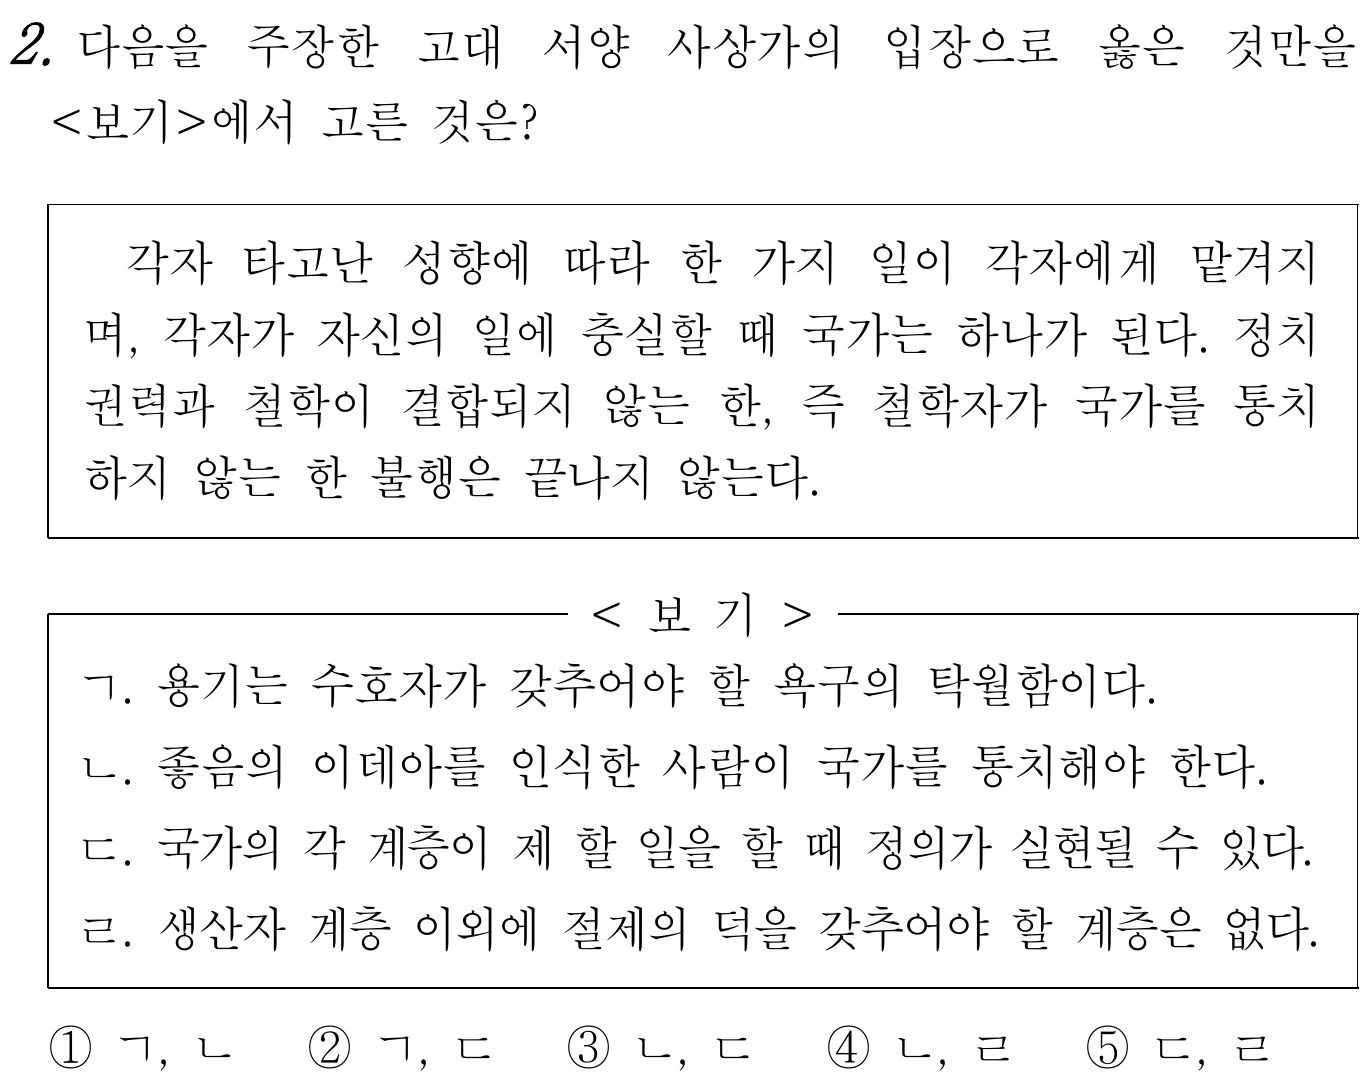 2. 다음을 주장한 고대 서양 사상가의 입장으로 옳은 것만을
<보기>에서 고른 것은?
각자 타고난 성향에 따라 한 가지 일이 각자에게 맡겨지
며, 각자가 자신의 일에 충실할 때 국가는 하나가 된다. 정치
권력과 철학이 결합되지 않는 한, 즉 철학자가 국가를 통치
하지 않는 한 불행은 끝나지 않는다.
< 보 기 >
ㄱ. 용기는 수호자가 갖추어야 할 욕구의 탁월함이다.
ㄴ. 좋음의 이데아를 인식한 사람이 국가를 통치해야 한다.
ㄷ. 국가의 각 계층이 제 할 일을 할 때 정의가 실현될 수 있다.
ㄹ. 생산자 계층 이외에 절제의 덕을 갖추어야 할 계층은 없다.
① ㄱ, ㄴ ② ㄱ, ㄷ ③ ㄴ, ㄷ ④ ㄴ, ㄹ ⑤ ㄷ, ㄹ